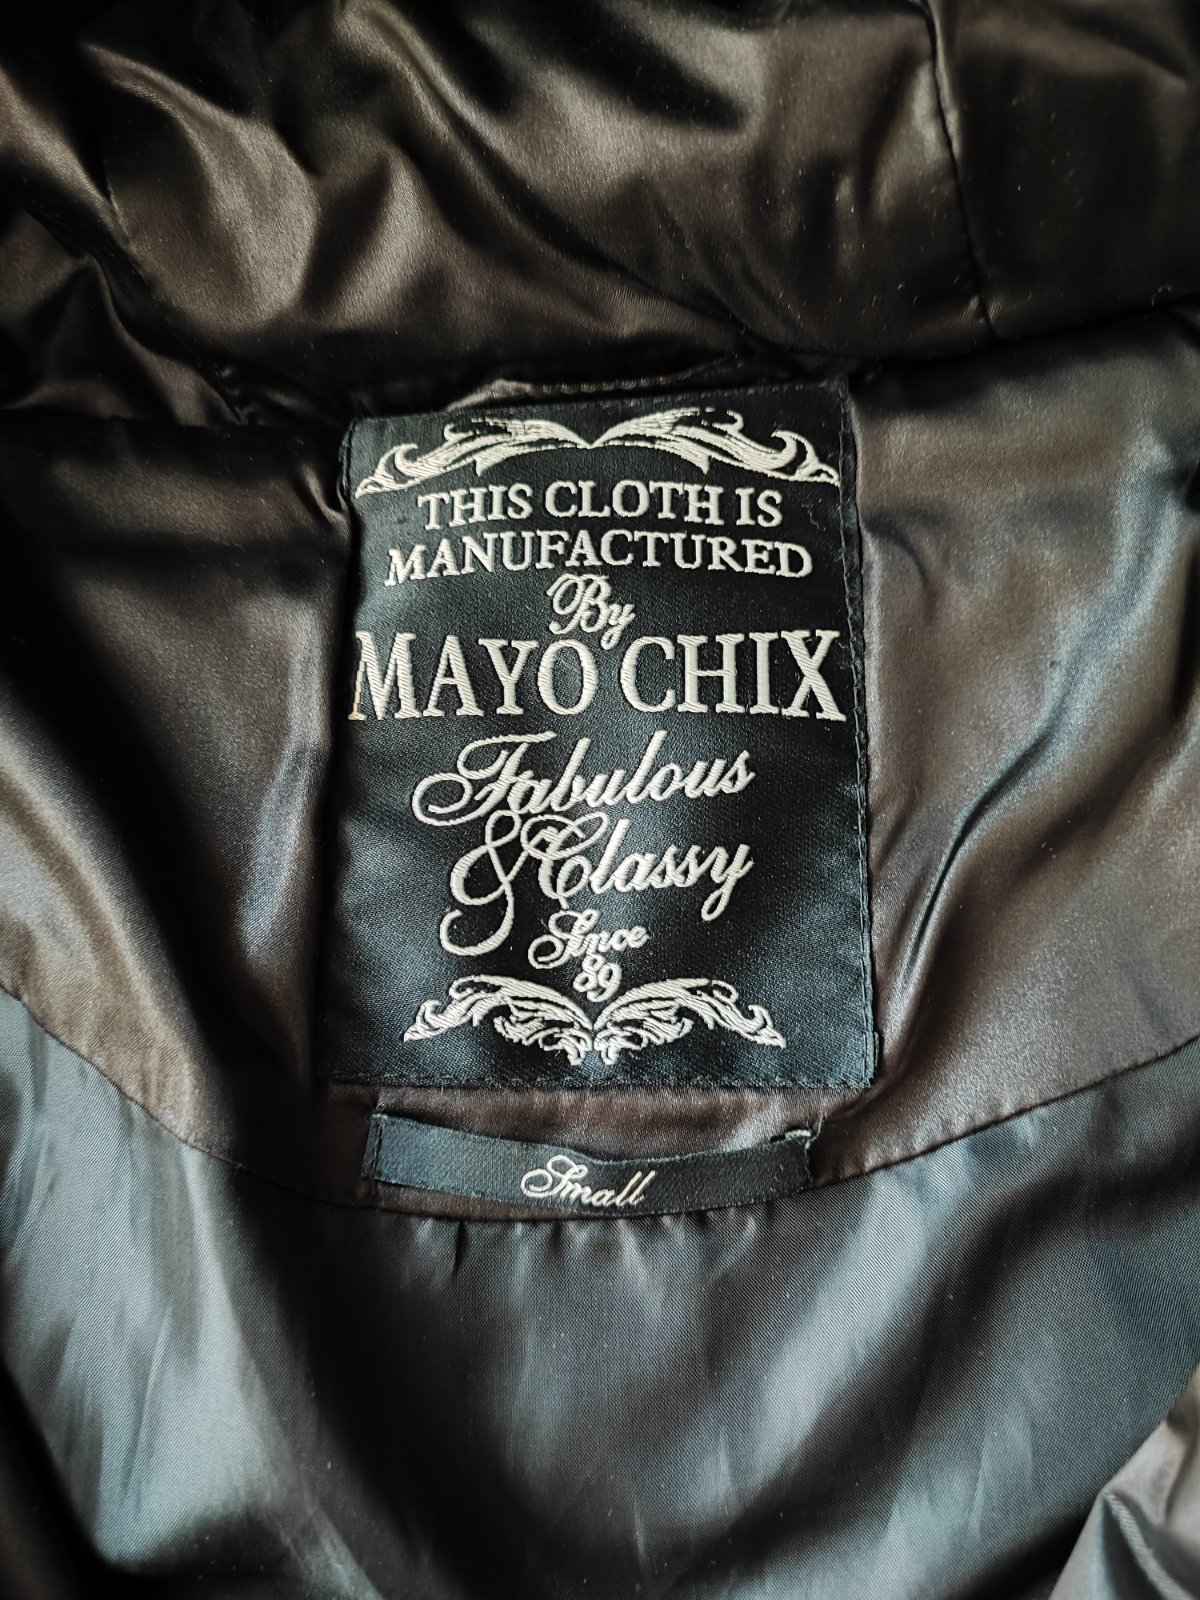 THIS CLOTH IS
MANUFACTURED
By
MAYO CHIX
Fabulous
& Classy
Since
89
Small